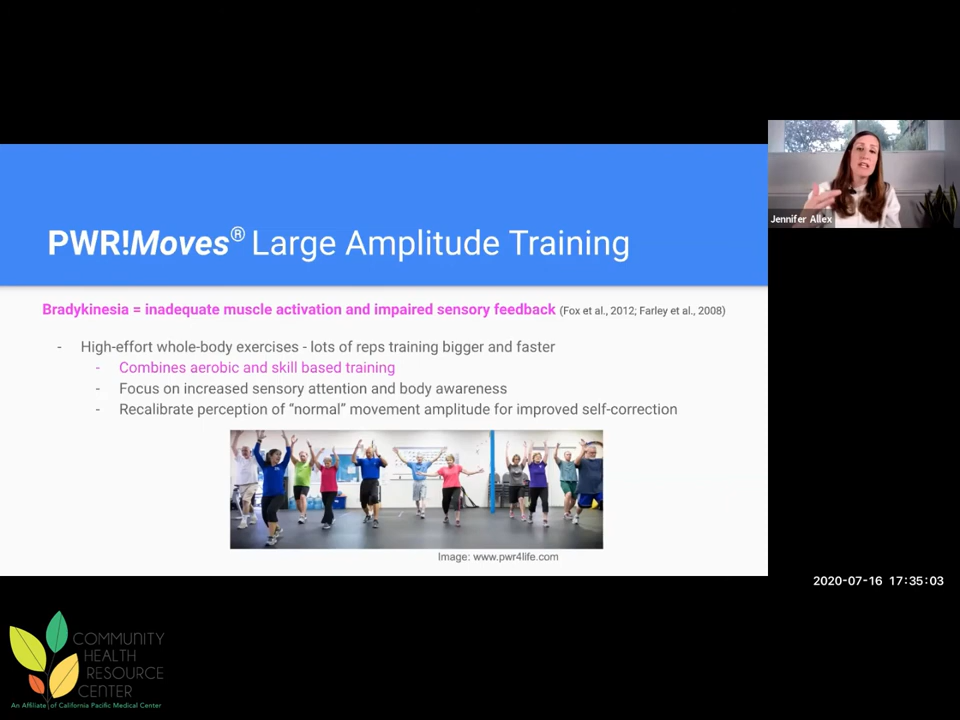 Jennifer Allex
PWR!Moves® Large Amplitude Training
Bradykinesia = inadequate muscle activation and impaired sensory feedback (Fox et al., 2012; Farley et al., 2008)
- High-effort whole-body exercises - lots of reps training bigger and faster
- Combines aerobic and skill based training
- Focus on increased sensory attention and body awareness
- Recalibrate perception of “normal” movement amplitude for improved self-correction
Image: www.pwr4life.com
2020-07-16 17:35:03
COMMUNITY
HEALTH
RESOURCE
CENTER
An Affiliate of California Pacific Medical Center